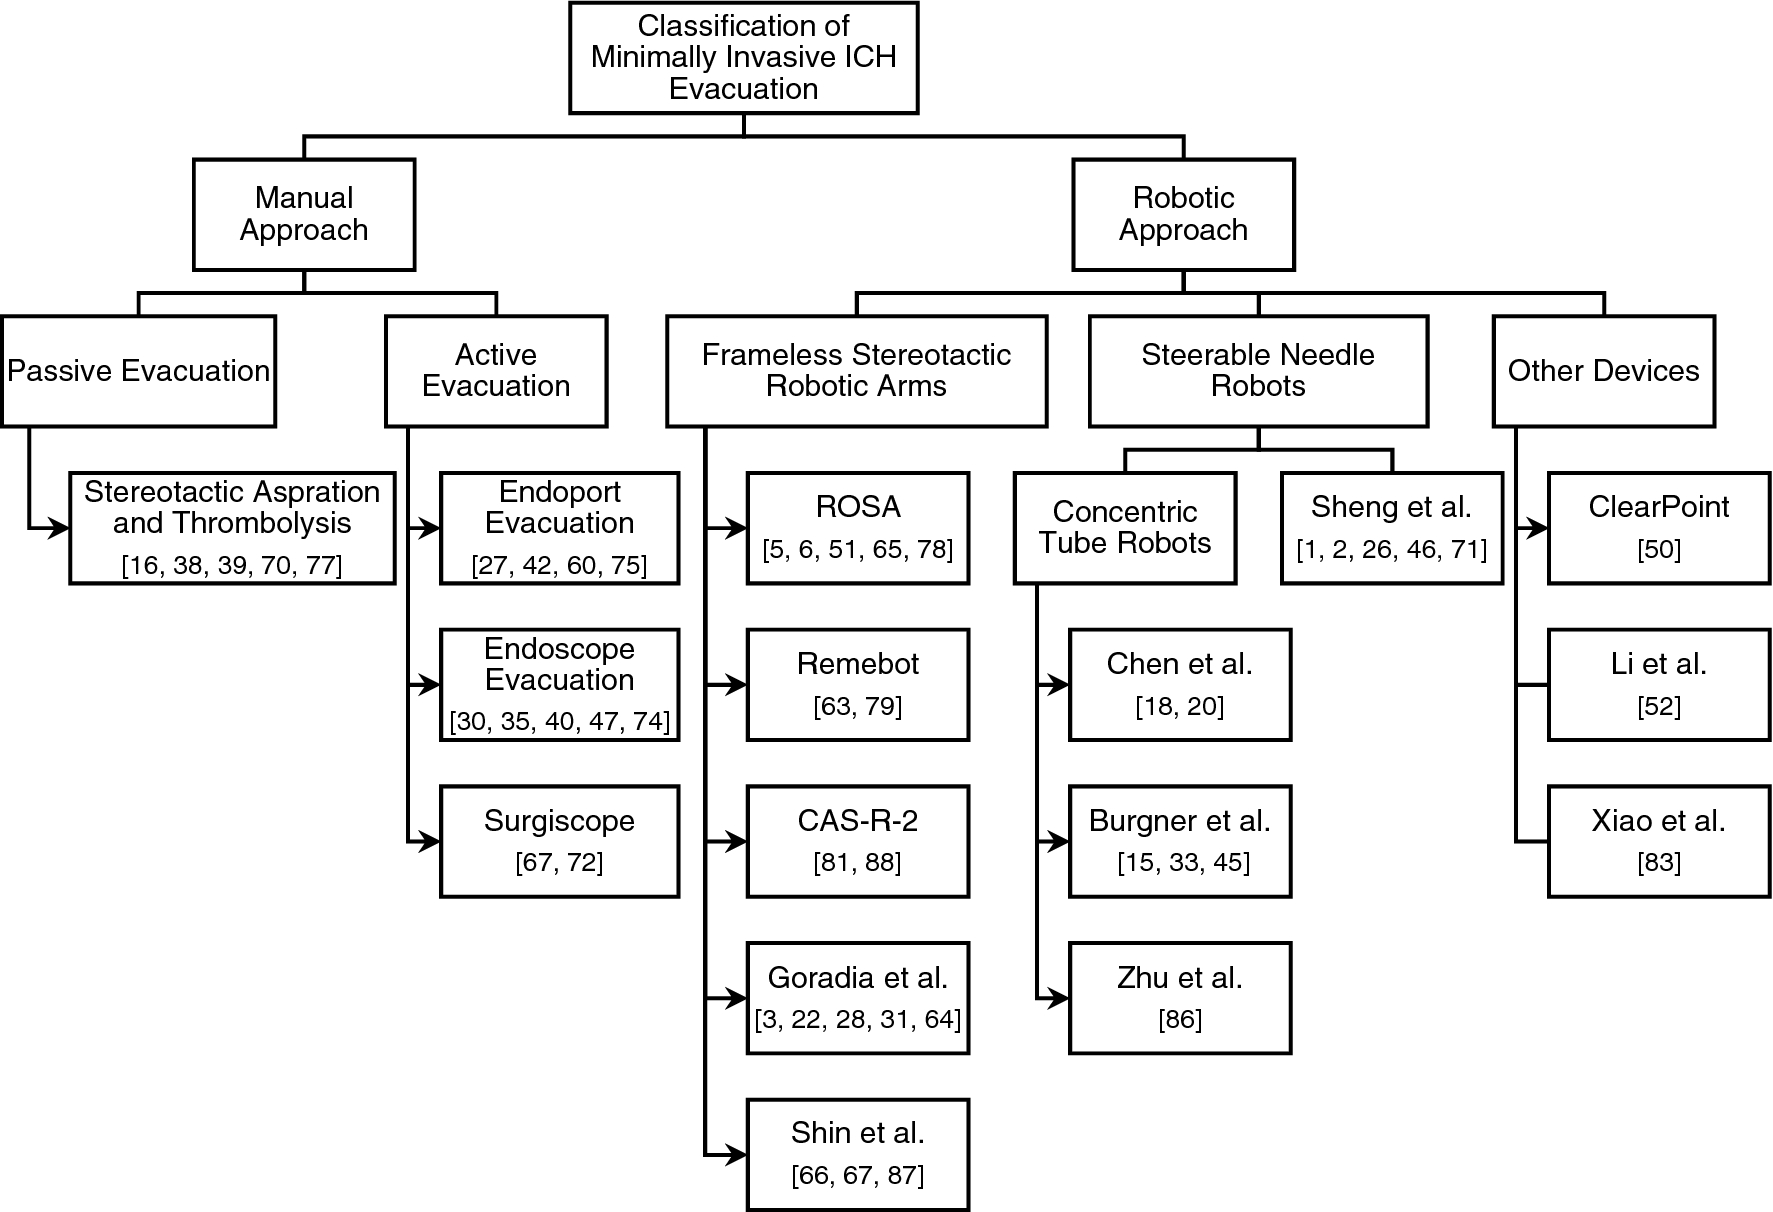 Classification of
Minimally Invasive ICH
Evacuation
Manual
Approach
Robotic
Approach
Passive Evacuation
Active
Evacuation
Frameless Stereotactic
Robotic Arms
Steerable Needle
Robots
Other Devices
Stereotactic Aspration
and Thrombolysis
[16, 38, 39, 70, 77]
Endoport
Evacuation
[27, 42, 60, 75]
ROSA
[5, 6, 51, 65, 78]
Concentric
Tube Robots
Sheng et al.
[1, 2, 26, 46, 71]
ClearPoint
[50]
Endoscope
Evacuation
[30, 35, 40, 47, 74]
Remebot
[63, 79]
Chen et al.
[18, 20]
Li et al.
[52]
Surgiscope
[67, 72]
CAS-R-2
[81, 88]
Burgner et al.
[15, 33, 45]
Xiao et al.
[83]
Goradia et al.
[3, 22, 28, 31, 64]
Zhu et al.
[86]
Shin et al.
[66, 67, 87]